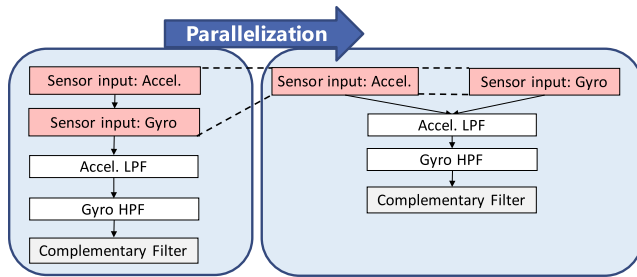 Parallelization
Sensor input: Accel.
Sensor input: Gyro
Accel. LPF
Gyro HPF
Complementary Filter
Sensor input: Accel.
Sensor input: Gyro
Accel. LPF
Gyro HPF
Complementary Filter